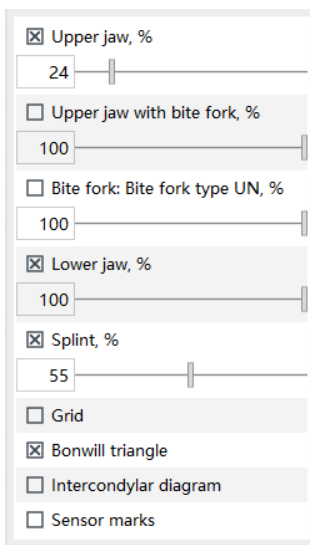 Upper jaw, %
24
Upper jaw with bite fork, %
100
Bite fork: Bite fork type UN, %
100
Lower jaw, %
100
Splint, %
55
Grid
Bonwill triangle
Intercondylar diagram
Sensor marks